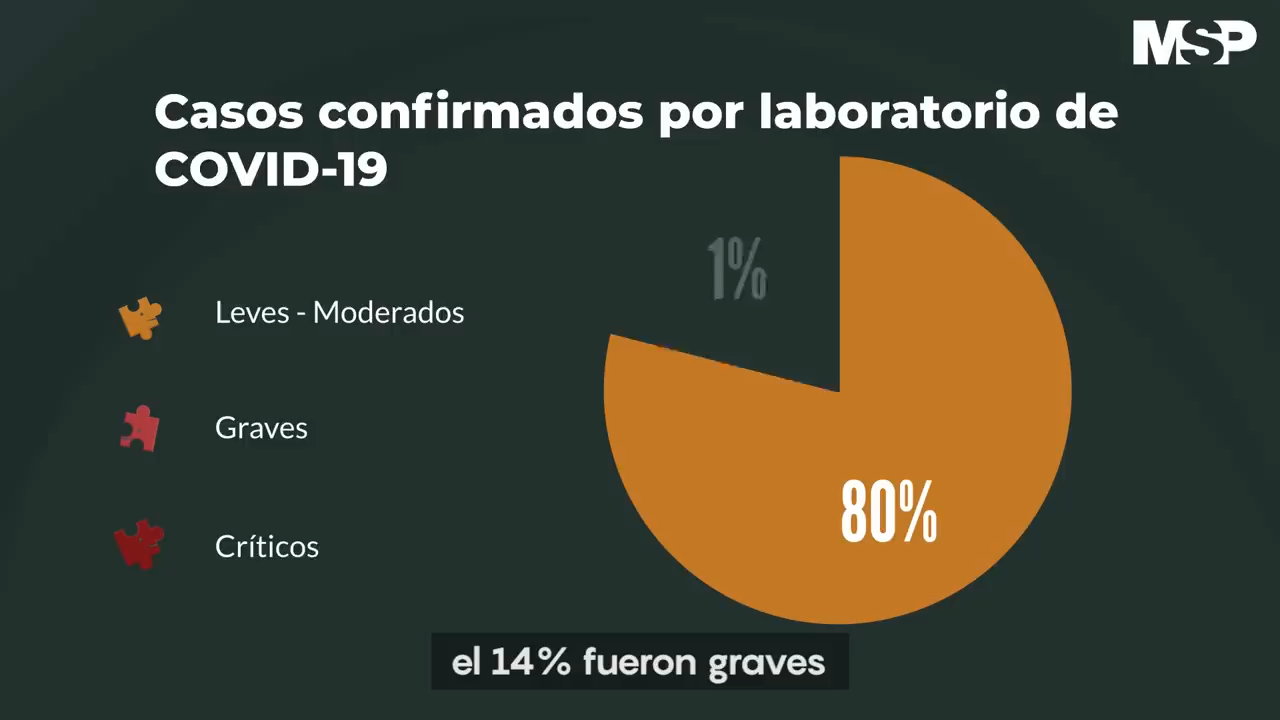 MSP
Casos confirmados por laboratorio de
COVID-19
1%
Leves - Moderados
Graves
80%
Críticos
el 14% fueron graves